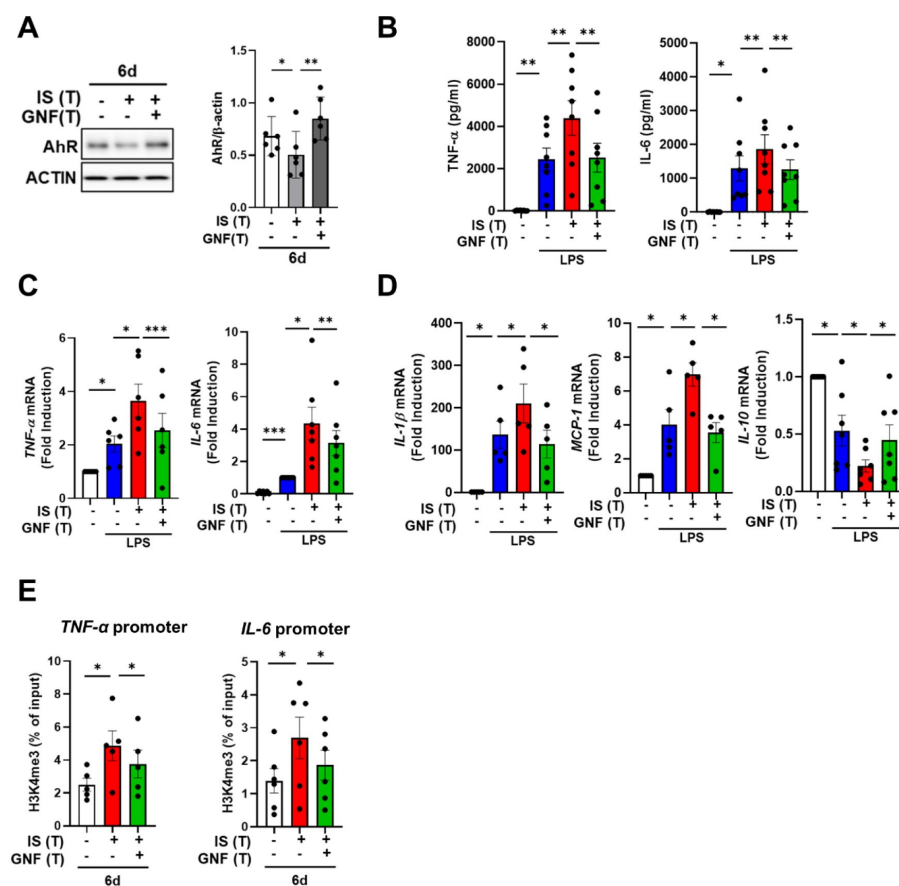 A
6d
IS (T) - + +
GNF(T) - - +
AhR
ACTIN
AhR/β-actin
1.5
1.0
0.5
0.0
* **
IS (T) - + +
GNF(T) - - +
6d
B
TNF-α (pg/ml)
8000
6000
4000
2000
0
** ** **
IS (T) - - + +
GNF (T) - - - +
LPS
IL-6 (pg/ml)
5000
4000
3000
2000
1000
0
* ** **
IS (T) - - + +
GNF (T) - - - +
LPS
C
TNF-α mRNA
(Fold Induction)
6
4
2
0
* * ***
IS (T) - - + +
GNF (T) - - - +
LPS
IL-6 mRNA
(Fold Induction)
10
8
6
4
2
0
*** * **
- - + +
- - - +
LPS
D
IL-1β mRNA
(Fold Induction)
400
300
200
100
0
* * *
IS (T) - - + +
GNF (T) - - - +
LPS
MCP-1 mRNA
(Fold Induction)
10
8
6
4
2
0
* * *
- - + +
- - - +
LPS
IL-10 mRNA
(Fold Induction)
1.5
1.0
0.5
0.0
* * *
- - + +
- - - +
LPS
E
TNF-α promoter
H3K4me3 (% of input)
10
8
6
4
2
0
* *
IS (T) - + +
GNF (T) - - +
6d
IL-6 promoter
H3K4me3 (% of input)
5
4
3
2
1
0
* *
IS (T) - + +
GNF (T) - - +
6d